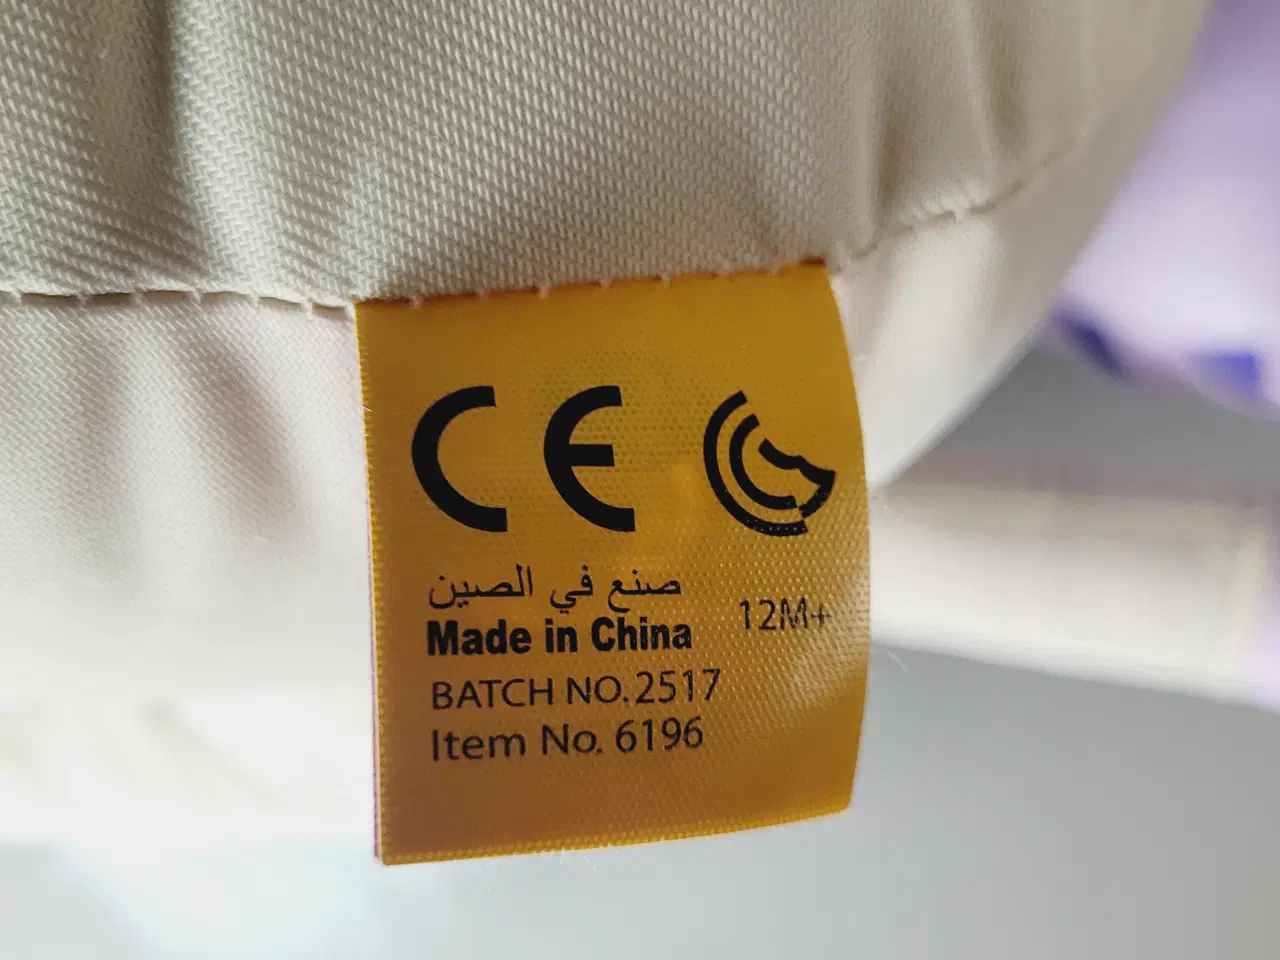 CE
صنع في الصين
Made in China
12M+
BATCH NO.2517
Item No. 6196